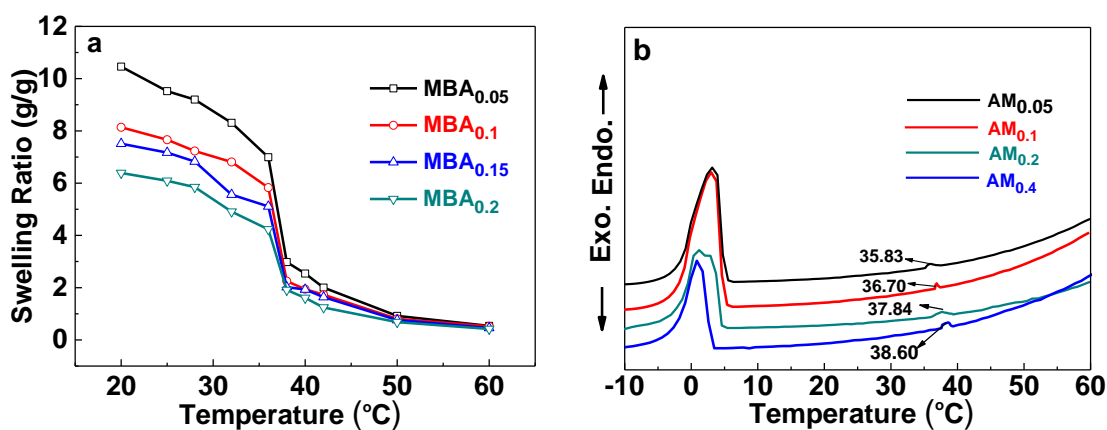 a
12
10
8
6
4
2
0
Swelling Ratio (g/g)
MBA0.05
MBA0.1
MBA0.15
MBA0.2
20 30 40 50 60
Temperature (°C)
b
Exo. Endo.
AM0.05
AM0.1
AM0.2
AM0.4
35.83
36.70
37.84
38.60
-10 0 10 20 30 40 50 60
Temperature (°C)